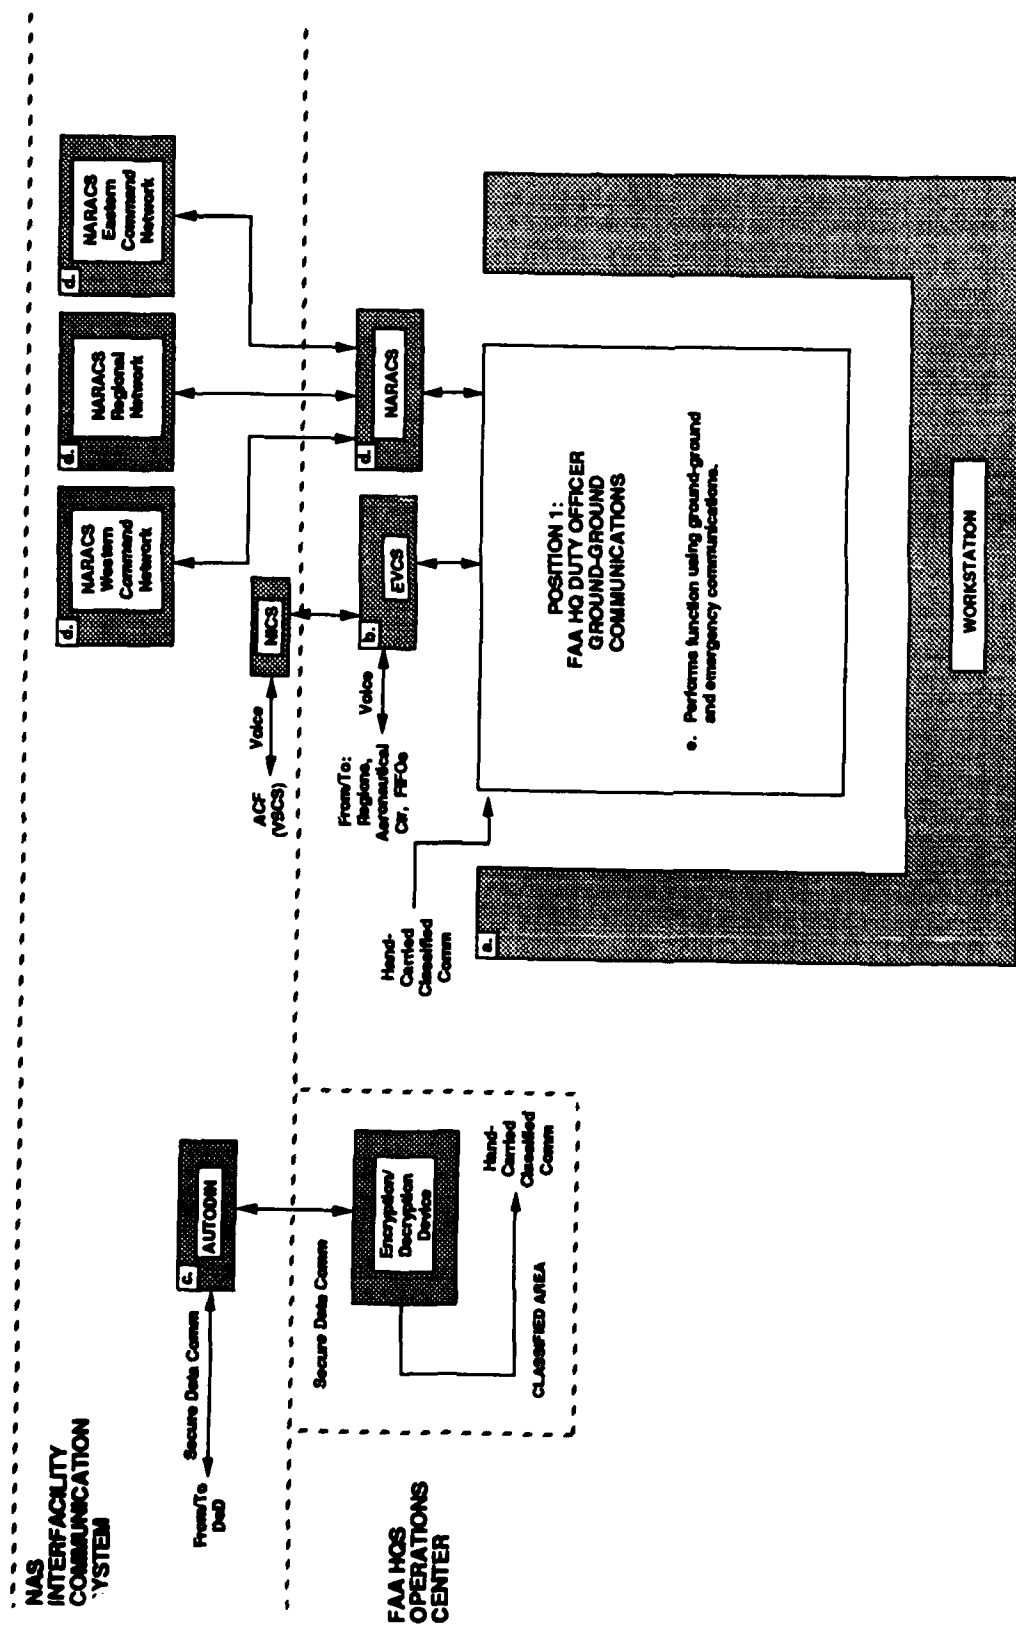 NAS
INTERFACILITY
COMMUNICATION
YSTEM
From/To
DoD
Secure Data Comm
c.
AUTODIN
ACF
(VSCS)
Voice
NICS
d.
NARACS
Western
Command
Network
d.
NARACS
Regional
Network
d.
NARACS
Eastern
Command
Network
FAA HQS
OPERATIONS
CENTER
Secure Data Comm
Encryption/
Decryption
Device
Hand-
Carried
Classified
Comm
CLASSIFIED AREA
Hand-
Carried
Classified
Comm
From/To:
Regions,
Aeronautical
Ctr, FIFOs
Voice
b.
EVCS
d.
NARACS
a.
POSITION 1:
FAA HQ DUTY OFFICER
GROUND-GROUND
COMMUNICATIONS
e. Performs function using ground-ground
and emergency communications.
WORKSTATION